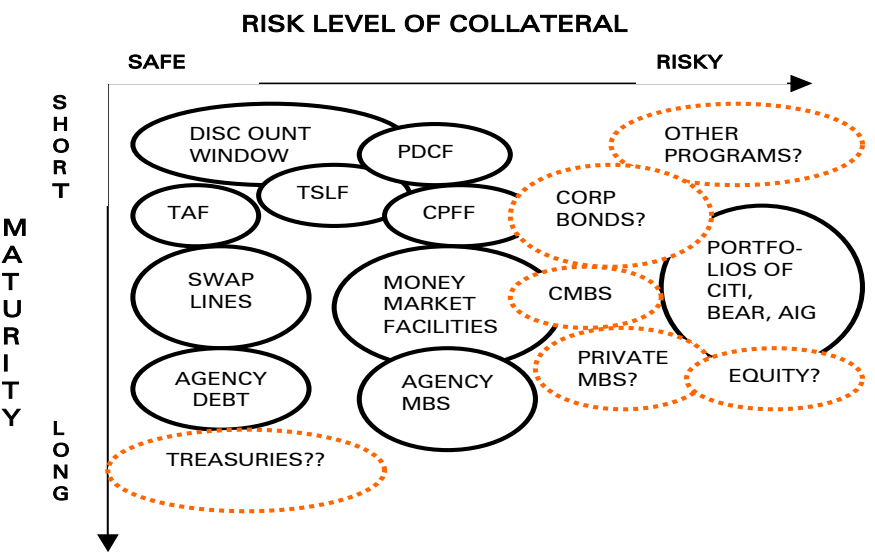 RISK LEVEL OF COLLATERAL
SAFE
RISKY
SHORT
MATURITY
LONG
DISC OUNT
WINDOW
PDCF
OTHER
PROGRAMS?
TSLF
TAF
CPFF
CORP
BONDS?
SWAP
LINES
MONEY
MARKET
FACILITIES
CMBS
PORTFO-
LIOS OF
CITI,
BEAR, AIG
AGENCY
DEBT
AGENCY
MBS
PRIVATE
MBS?
EQUITY?
TREASURIES??